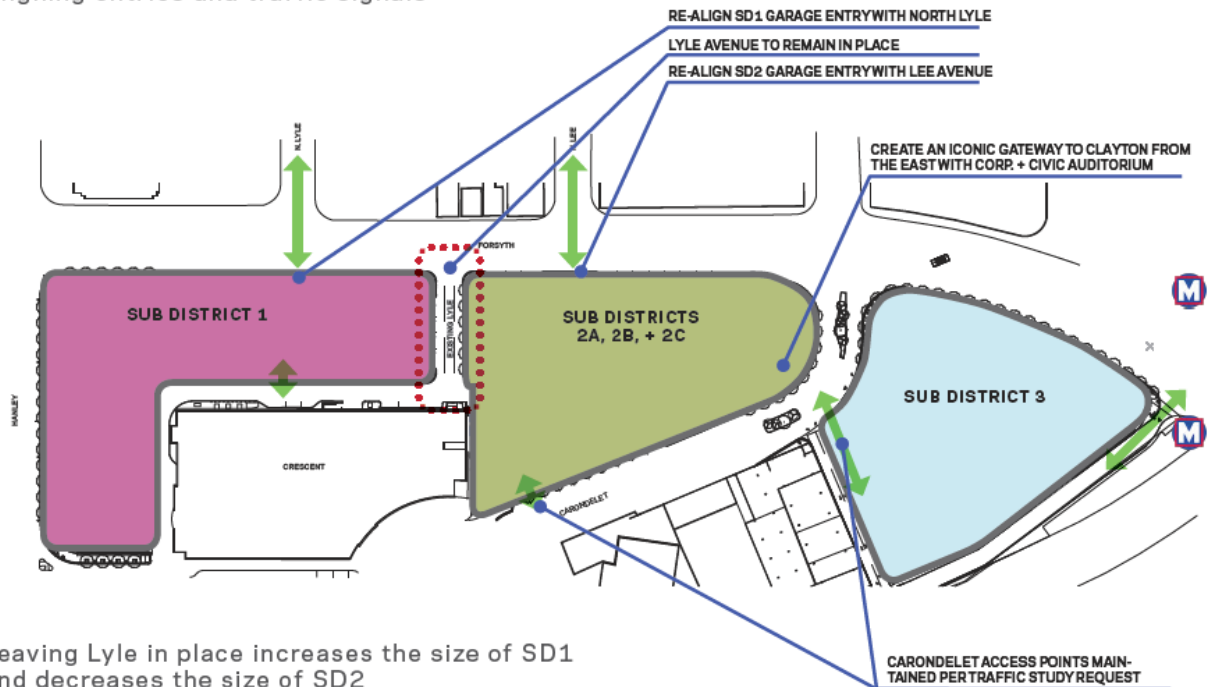 RE-ALIGN SD1 GARAGE ENTRY WITH NORTH LYLE
LYLE AVENUE TO REMAIN IN PLACE
RE-ALIGN SD2 GARAGE ENTRY WITH LEE AVENUE
CREATE AN ICONIC GATEWAY TO CLAYTON FROM
THE EAST WITH CORP. + CIVIC AUDITORIUM
N. LYLE
LEE
FORSYTH
M
SUB DISTRICT 1
EXISTING LYLE
SUB DISTRICTS
2A, 2B, + 2C
SUB DISTRICT 3
HANLEY
M
CRESCENT
CARONDELET
eaving Lyle in place increases the size of SD1
nd decreases the size of SD2
CARONDELET ACCESS POINTS MAIN-
TAINED PER TRAFFIC STUDY REQUEST